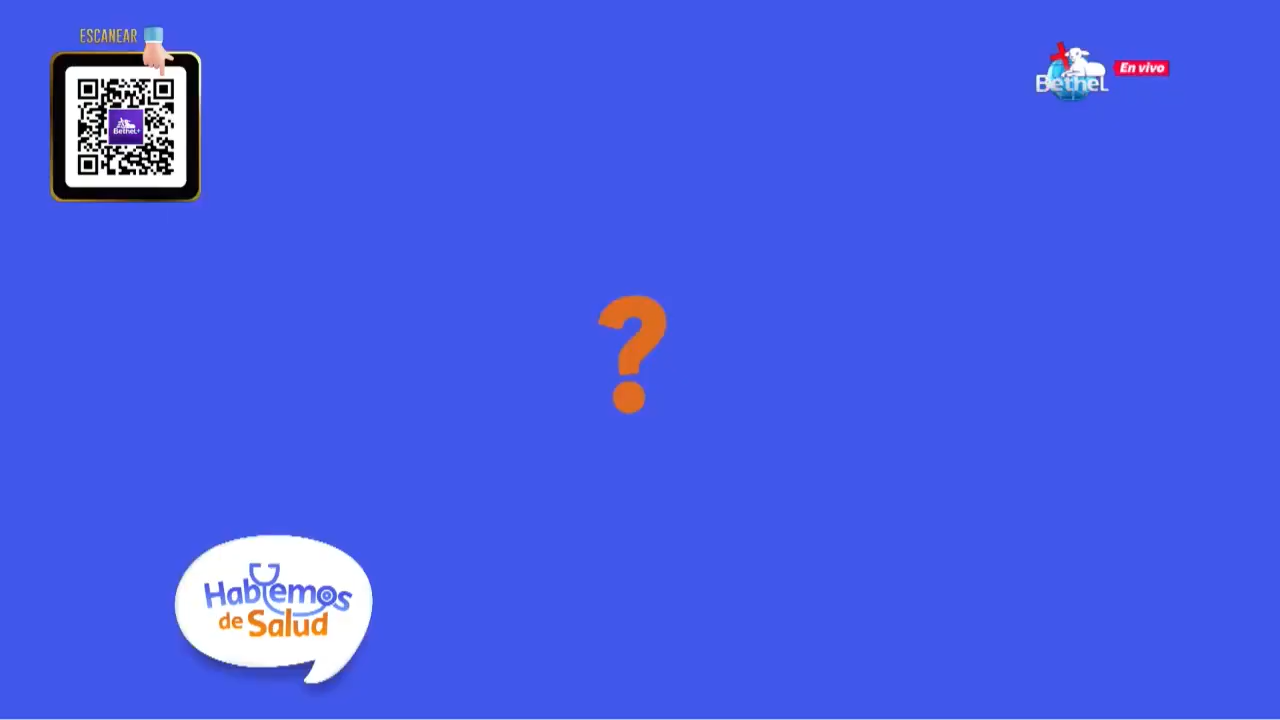 ESCANEAR
Bethel+
BetheL
En vivo
?
Hablemos
de Salud